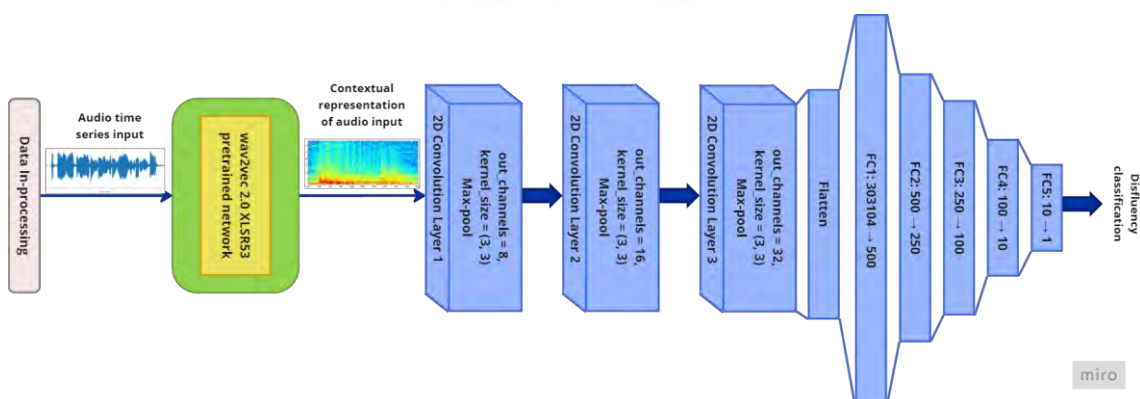 Data In-processing
Audio time
series input
wav2vec 2.0 XLSR53
pretrained network
Contextual
representation
of audio input
2D Convolution Layer 1
out_channels = 8,
kernel_size = (3, 3)
Max-pool
2D Convolution Layer 2
out_channels = 16,
kernel_size = (3, 3)
Max-pool
2D Convolution Layer 3
out_channels = 32,
kernel_size = (3, 3)
Max-pool
Flatten
FC1: 303104 → 500
FC2: 500 → 250
FC3: 250 → 100
FC4: 100 → 10
FC5: 10 → 1
Disfluency
classification
miro